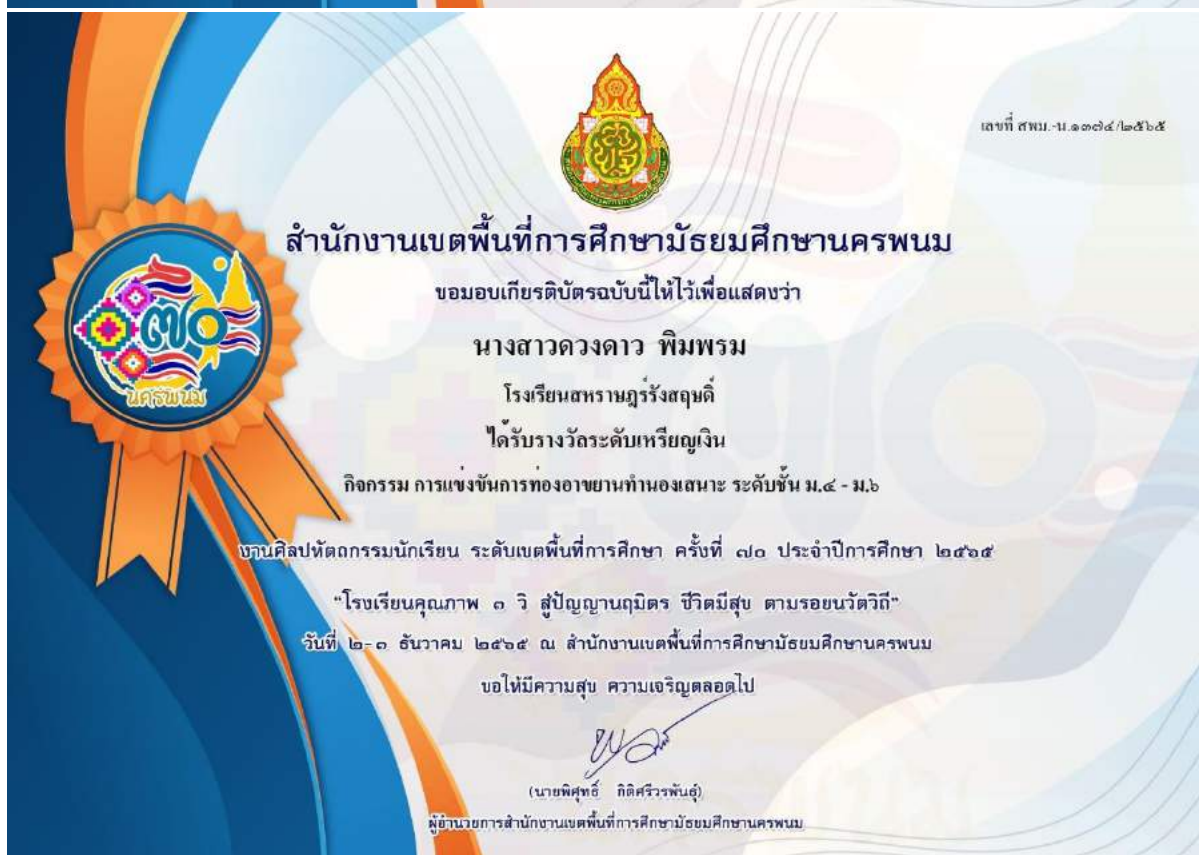 เลขที่ สพม.-น.๑๓๗๔/๒๕๖๕
สำนักงานเขตพื้นที่การศึกษามัธยมศึกษานครพนม
ขอมอบเกียรติบัตรฉบับนี้ให้ไว้เพื่อแสดงว่า
นางสาวดวงดาว พิมพรม
โรงเรียนสหราษฎร์รังสฤษดิ์
ได้รับรางวัลระดับเหรียญเงิน
กิจกรรม การแข่งขันการท่องอาขยานทำนองเสนาะ ระดับชั้น ม.๔ - ม.๖
งานศิลปหัตถกรรมนักเรียน ระดับเขตพื้นที่การศึกษา ครั้งที่ ๗๐ ประจำปีการศึกษา ๒๕๖๕
"โรงเรียนคุณภาพ ๓ วิ สู่ปัญญานฤมิตร ชีวิตมีสุข ตามรอยนวัตวิถี"
วันที่ ๒-๓ ธันวาคม ๒๕๖๕ ณ สำนักงานเขตพื้นที่การศึกษามัธยมศึกษานครพนม
ขอให้มีความสุข ความเจริญตลอดไป
(นายพิศุทธิ์ กิติศรีวรพันธุ์)
ผู้อำนวยการสำนักงานเขตพื้นที่การศึกษามัธยมศึกษานครพนม
๗๐
นครพนม